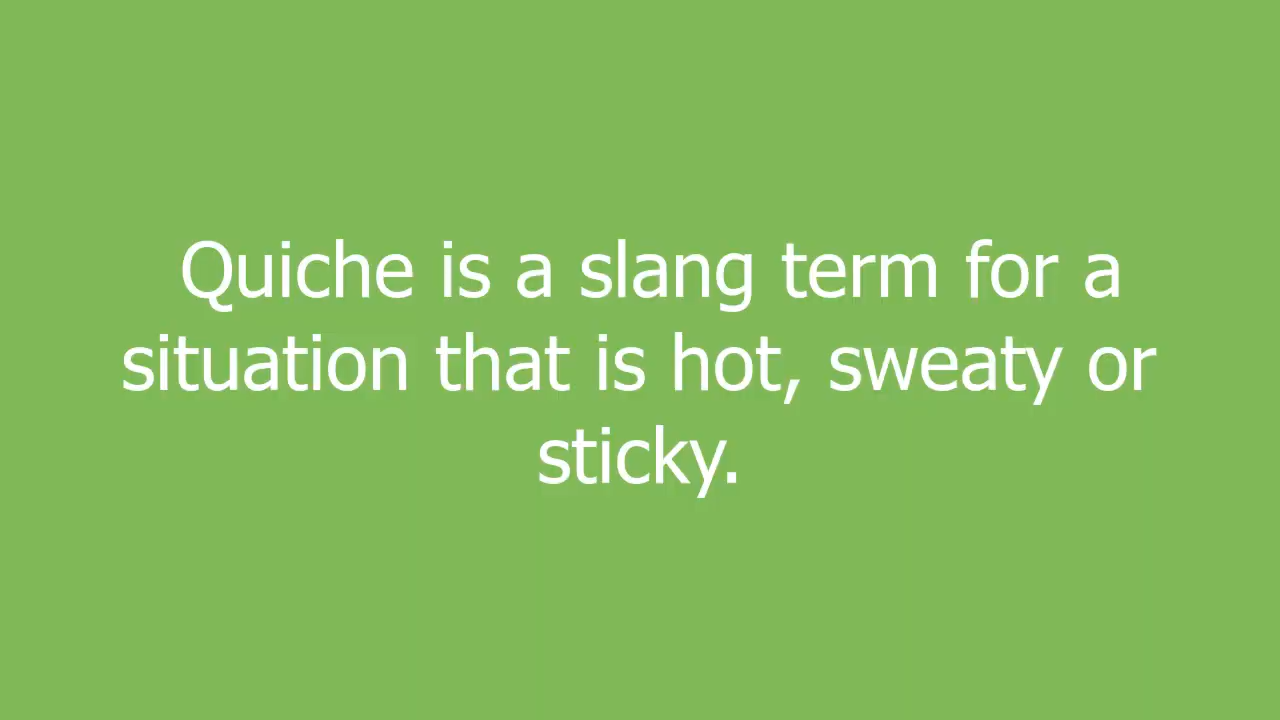 Quiche is a slang term for a
situation that is hot, sweaty or
sticky.